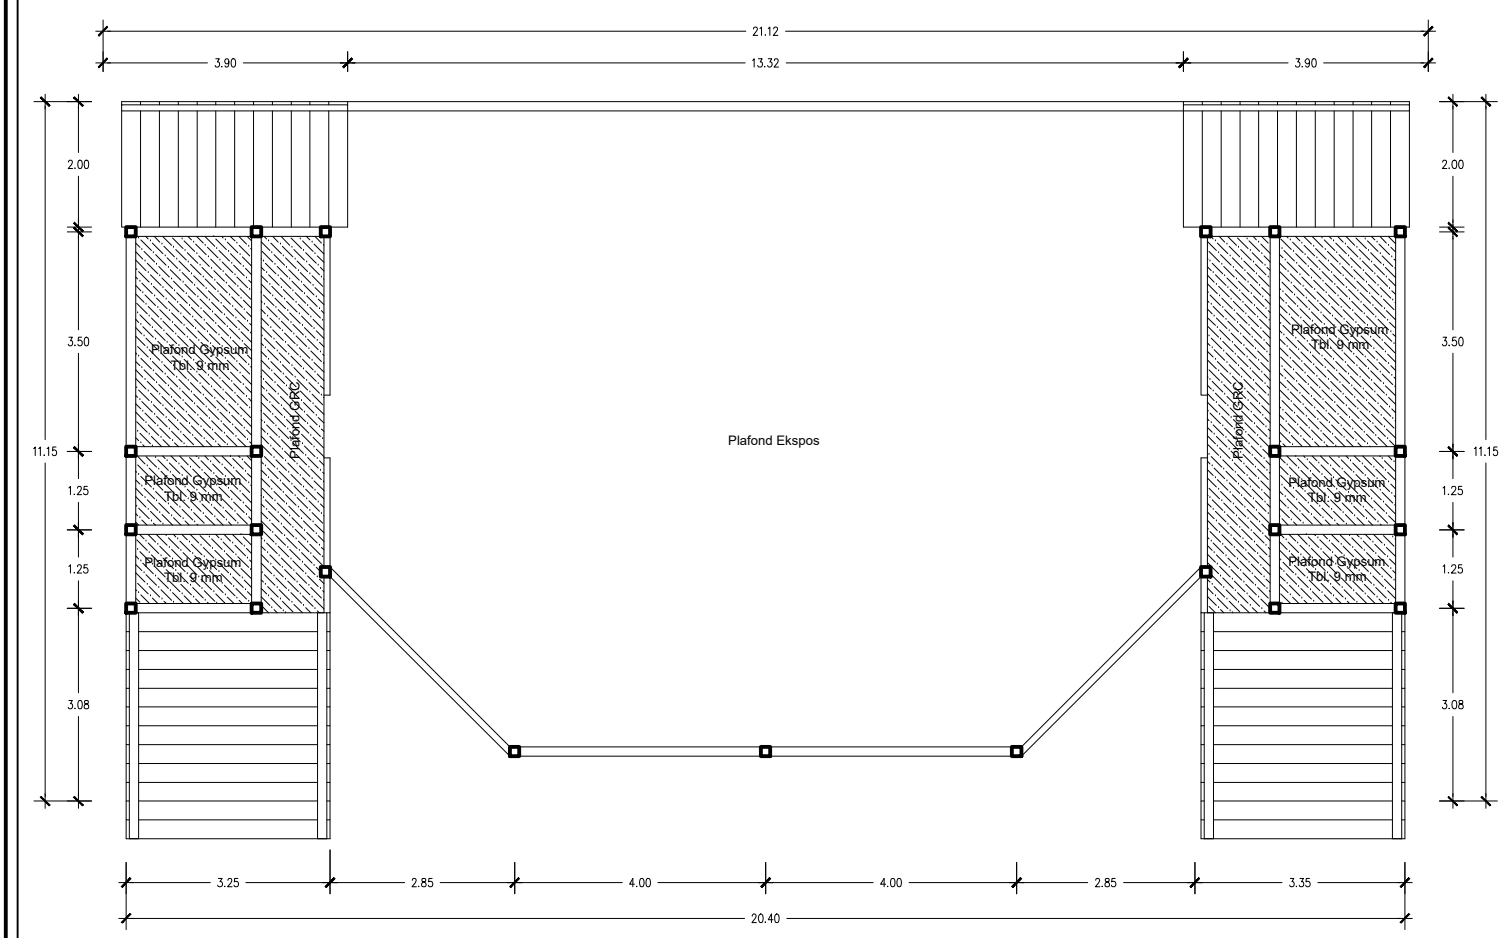 21.12
3.90
13.32
3.90
2.00
2.00
3.50
3.50
Plafond Gypsum
Tbl. 9 mm
Plafond GRC
Plafond Ekspos
Plafond GRC
Plafond Gypsum
Tbl. 9 mm
11.15
11.15
1.25
Plafond Gypsum
Tbl. 9 mm
Plafond Gypsum
Tbl. 9 mm
1.25
1.25
Plafond Gypsum
Tbl. 9 mm
Plafond Gypsum
Tbl. 9 mm
1.25
3.08
3.08
3.25
2.85
4.00
4.00
2.85
3.35
20.40